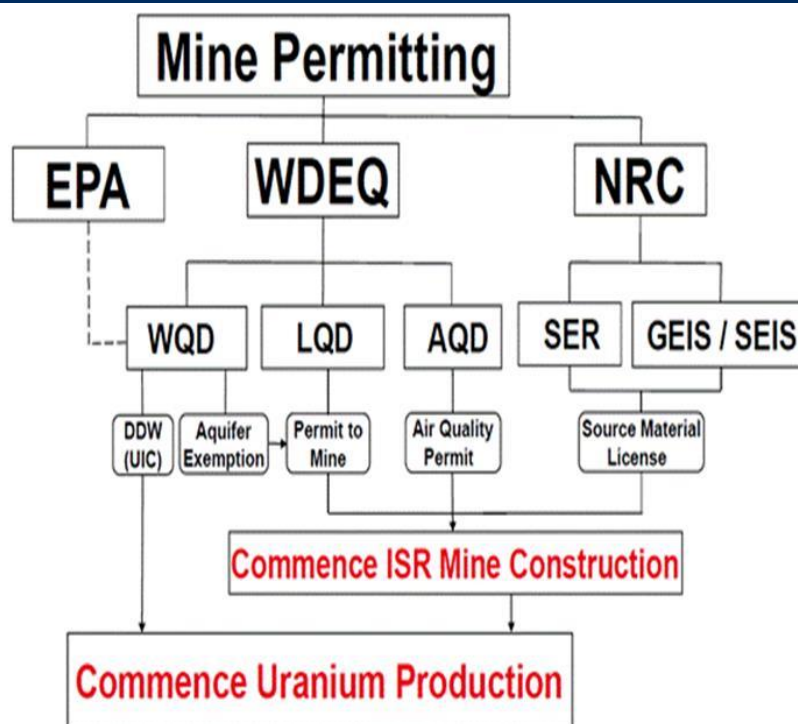 Mine Permitting
EPA
WDEQ
NRC
WQD
LQD
AQD
SER
GEIS / SEIS
DDW
(UIC)
Aquifer
Exemption
Permit to
Mine
Air Quality
Permit
Source Material
License
Commence ISR Mine Construction
Commence Uranium Production